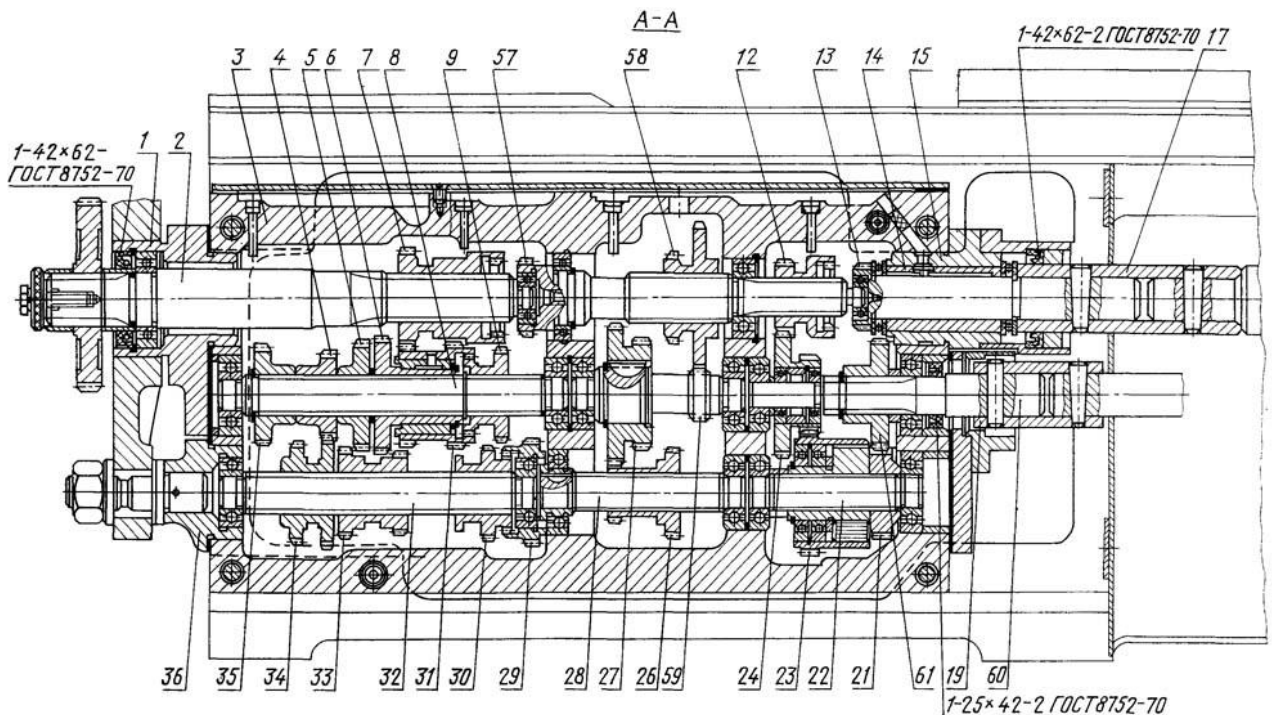 А-А
1-42×62-2 ГОСТ8752-70 17
3 4 5 6 7 8 9 57 58 12 13 14 15
1-42×62-
ГОСТ8752-70
1 2
36 35 34 33 32 31 30 29 28 27 26 59 24 23 22 21 61 19 60
1-25×42-2 ГОСТ8752-70